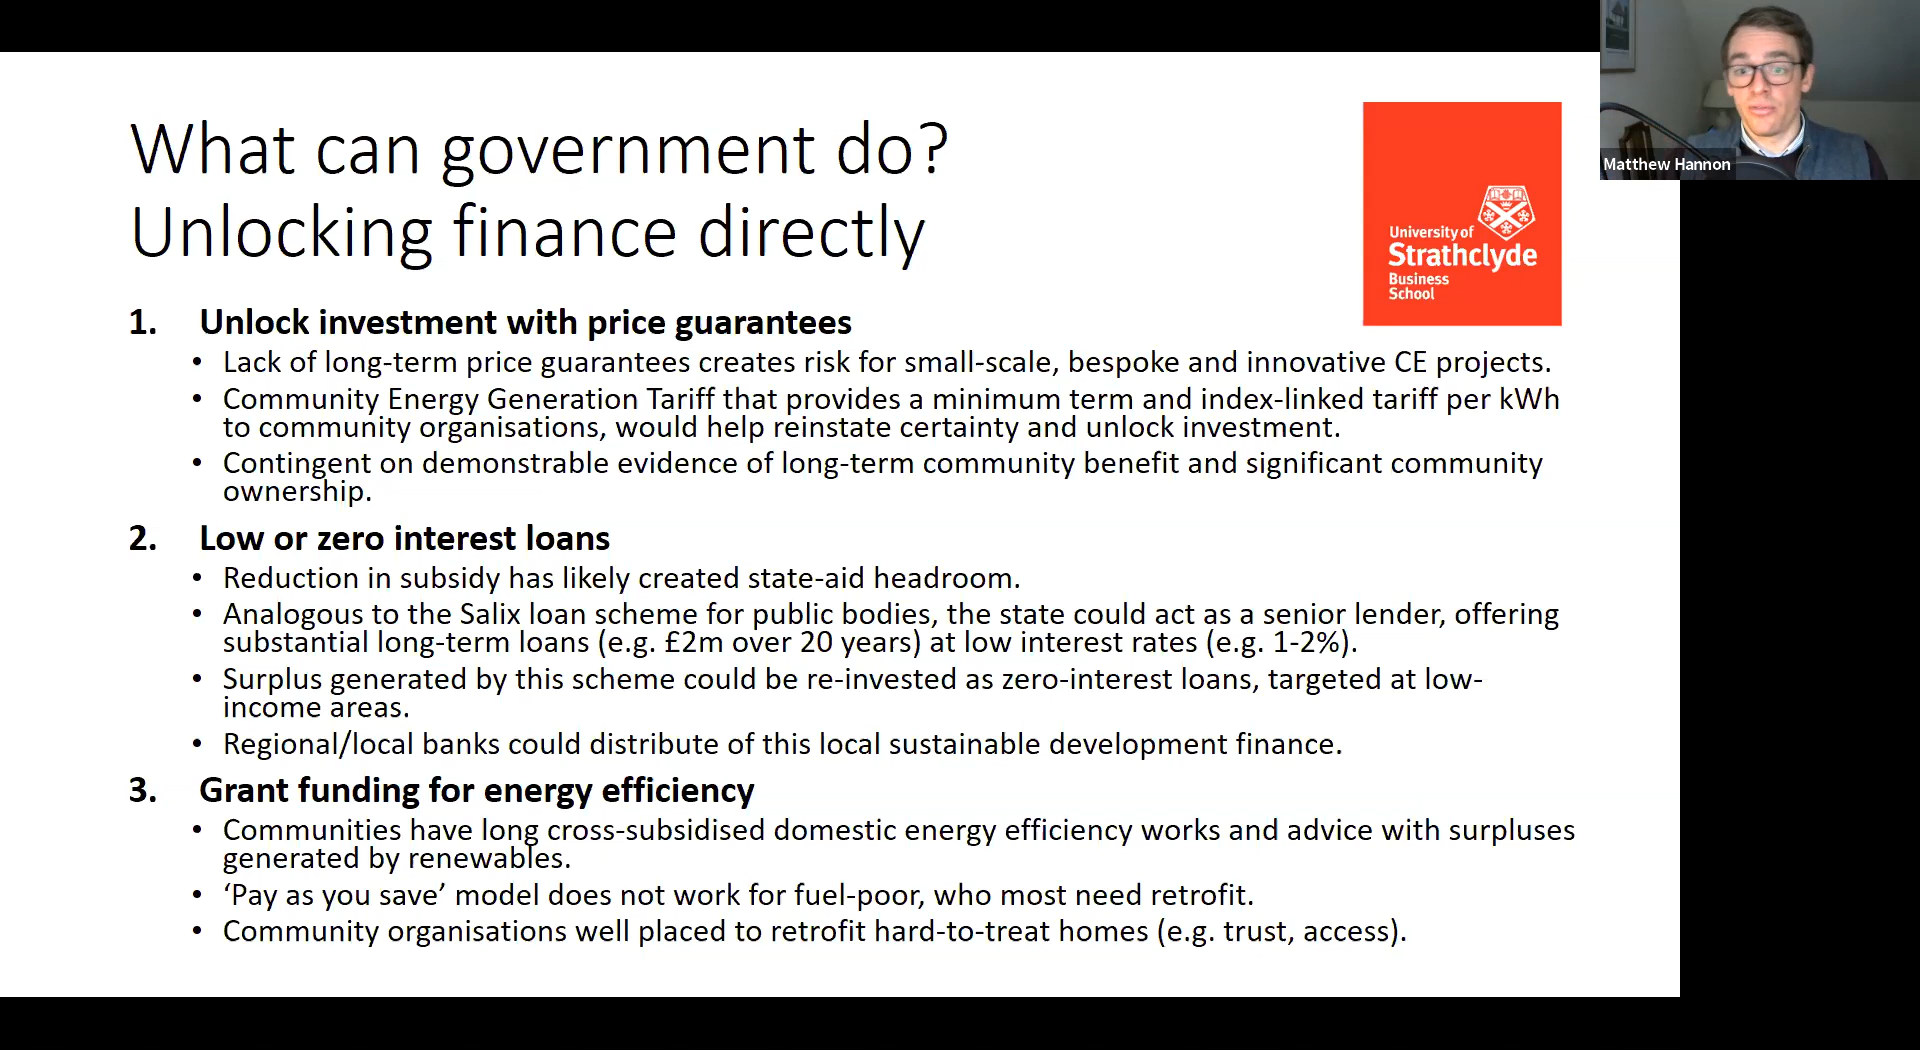 What can government do?
Unlocking finance directly
University of
Strathclyde
Business
School
Matthew Hannon
1. Unlock investment with price guarantees
• Lack of long-term price guarantees creates risk for small-scale, bespoke and innovative CE projects.
• Community Energy Generation Tariff that provides a minimum term and index-linked tariff per kWh
to community organisations, would help reinstate certainty and unlock investment.
• Contingent on demonstrable evidence of long-term community benefit and significant community
ownership.
2. Low or zero interest loans
• Reduction in subsidy has likely created state-aid headroom.
• Analogous to the Salix loan scheme for public bodies, the state could act as a senior lender, offering
substantial long-term loans (e.g. £2m over 20 years) at low interest rates (e.g. 1-2%).
• Surplus generated by this scheme could be re-invested as zero-interest loans, targeted at low-
income areas.
• Regional/local banks could distribute of this local sustainable development finance.
3. Grant funding for energy efficiency
• Communities have long cross-subsidised domestic energy efficiency works and advice with surpluses
generated by renewables.
• ‘Pay as you save’ model does not work for fuel-poor, who most need retrofit.
• Community organisations well placed to retrofit hard-to-treat homes (e.g. trust, access).